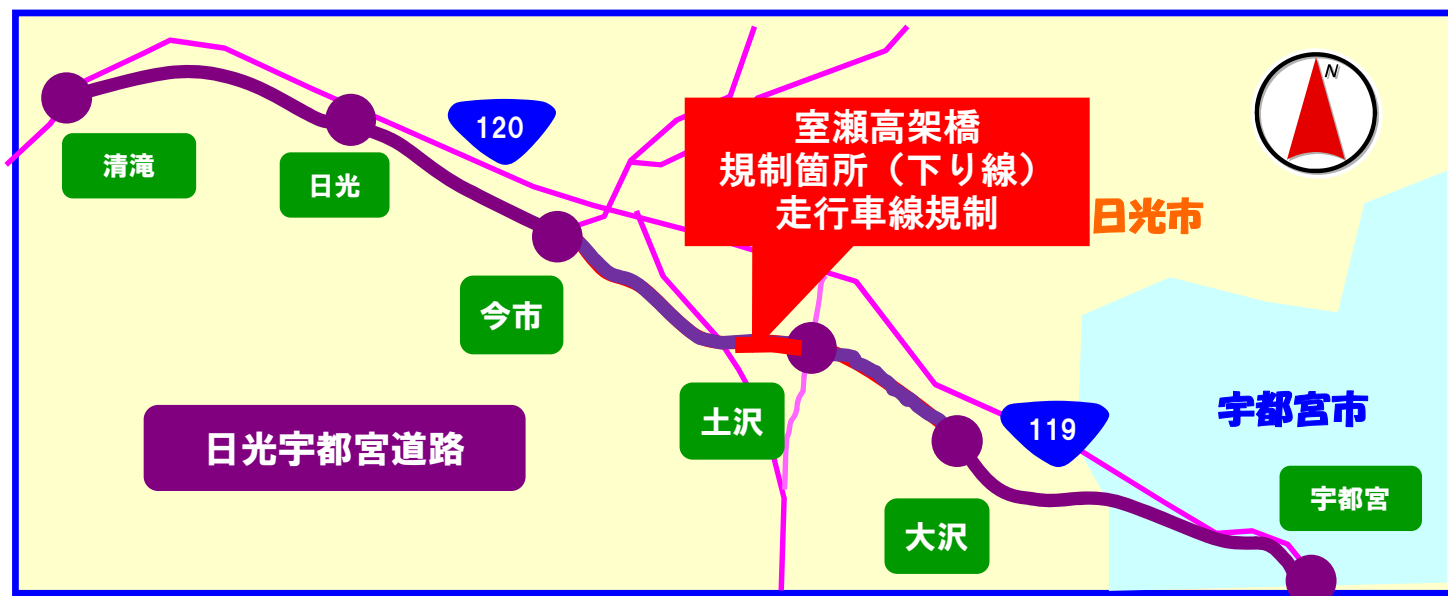 N
120
室瀬高架橋
規制箇所（下り線）
走行車線規制
清滝
日光
日光市
今市
土沢
宇都宮市
119
日光宇都宮道路
大沢
宇都宮